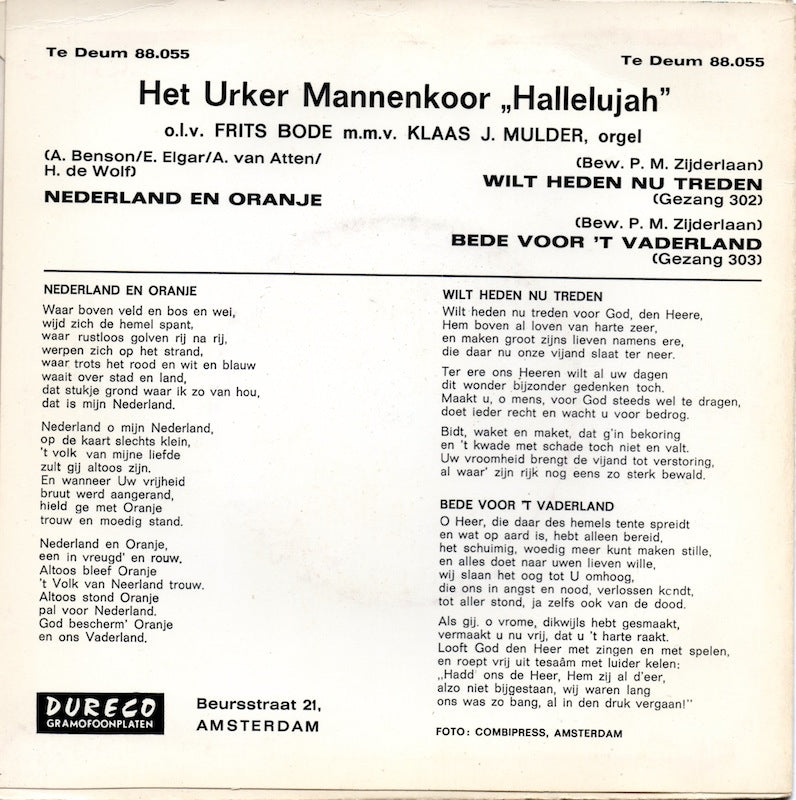 Te Deum 88.055
Te Deum 88.055
Het Urker Mannenkoor „Hallelujah”
o.l.v. FRITS BODE m.m.v. KLAAS J. MULDER, orgel
(A. Benson/E. Elgar/A. van Atten/
H. de Wolf)
NEDERLAND EN ORANJE
(Bew. P. M. Zijderlaan)
WILT HEDEN NU TREDEN
(Gezang 302)
(Bew. P. M. Zijderlaan)
BEDE VOOR 'T VADERLAND
(Gezang 303)
NEDERLAND EN ORANJE
Waar boven veld en bos en wei,
wijd zich de hemel spant,
waar rustloos golven rij na rij,
werpen zich op het strand,
waar trots het rood en wit en blauw
waait over stad en land,
dat stukje grond waar ik zo van hou,
dat is mijn Nederland.
Nederland o mijn Nederland,
op de kaart slechts klein,
't volk van mijne liefde
zult gij altoos zijn.
En wanneer Uw vrijheid
bruut werd aangerand,
hield ge met Oranje
trouw en moedig stand.
Nederland en Oranje,
een in vreugd' en rouw.
Altoos bleef Oranje
't Volk van Neerland trouw.
Altoos stond Oranje
pal voor Nederland.
God bescherm' Oranje
en ons Vaderland.
WILT HEDEN NU TREDEN
Wilt heden nu treden voor God, den Heere,
Hem boven al loven van harte zeer,
en maken groot zijns lieven namens ere,
die daar nu onze vijand slaat ter neer.
Ter ere ons Heeren wilt al uw dagen
dit wonder bijzonder gedenken toch.
Maakt u, o mens, voor God steeds wel te dragen,
doet ieder recht en wacht u voor bedrog.
Bidt, waket en maket, dat g'in bekoring
en 't kwade met schade toch niet en valt.
Uw vroomheid brengt de vijand tot verstoring,
al waar' zijn rijk nog eens zo sterk bewald.
BEDE VOOR 'T VADERLAND
O Heer, die daar des hemels tente spreidt
en wat op aard is, hebt alleen bereid,
het schuimig, woedig meer kunt maken stille,
en alles doet naar uwen lieven wille,
wij slaan het oog tot U omhoog,
die ons in angst en nood, verlossen kcndt,
tot aller stond, ja zelfs ook van de dood.
Als gij. o vrome, dikwijls hebt gesmaakt,
vermaakt u nu vrij, dat u 't harte raakt.
Looft God den Heer met zingen en met spelen,
en roept vrij uit tesaâm met luider kelen:
„Hadd' ons de Heer, Hem zij al d'eer,
alzo niet bijgestaan, wij waren lang
ons was zo bang, al in den druk vergaan!”
DURECO
GRAMOFOONPLATEN
Beursstraat 21,
AMSTERDAM
FOTO: COMBIPRESS, AMSTERDAM